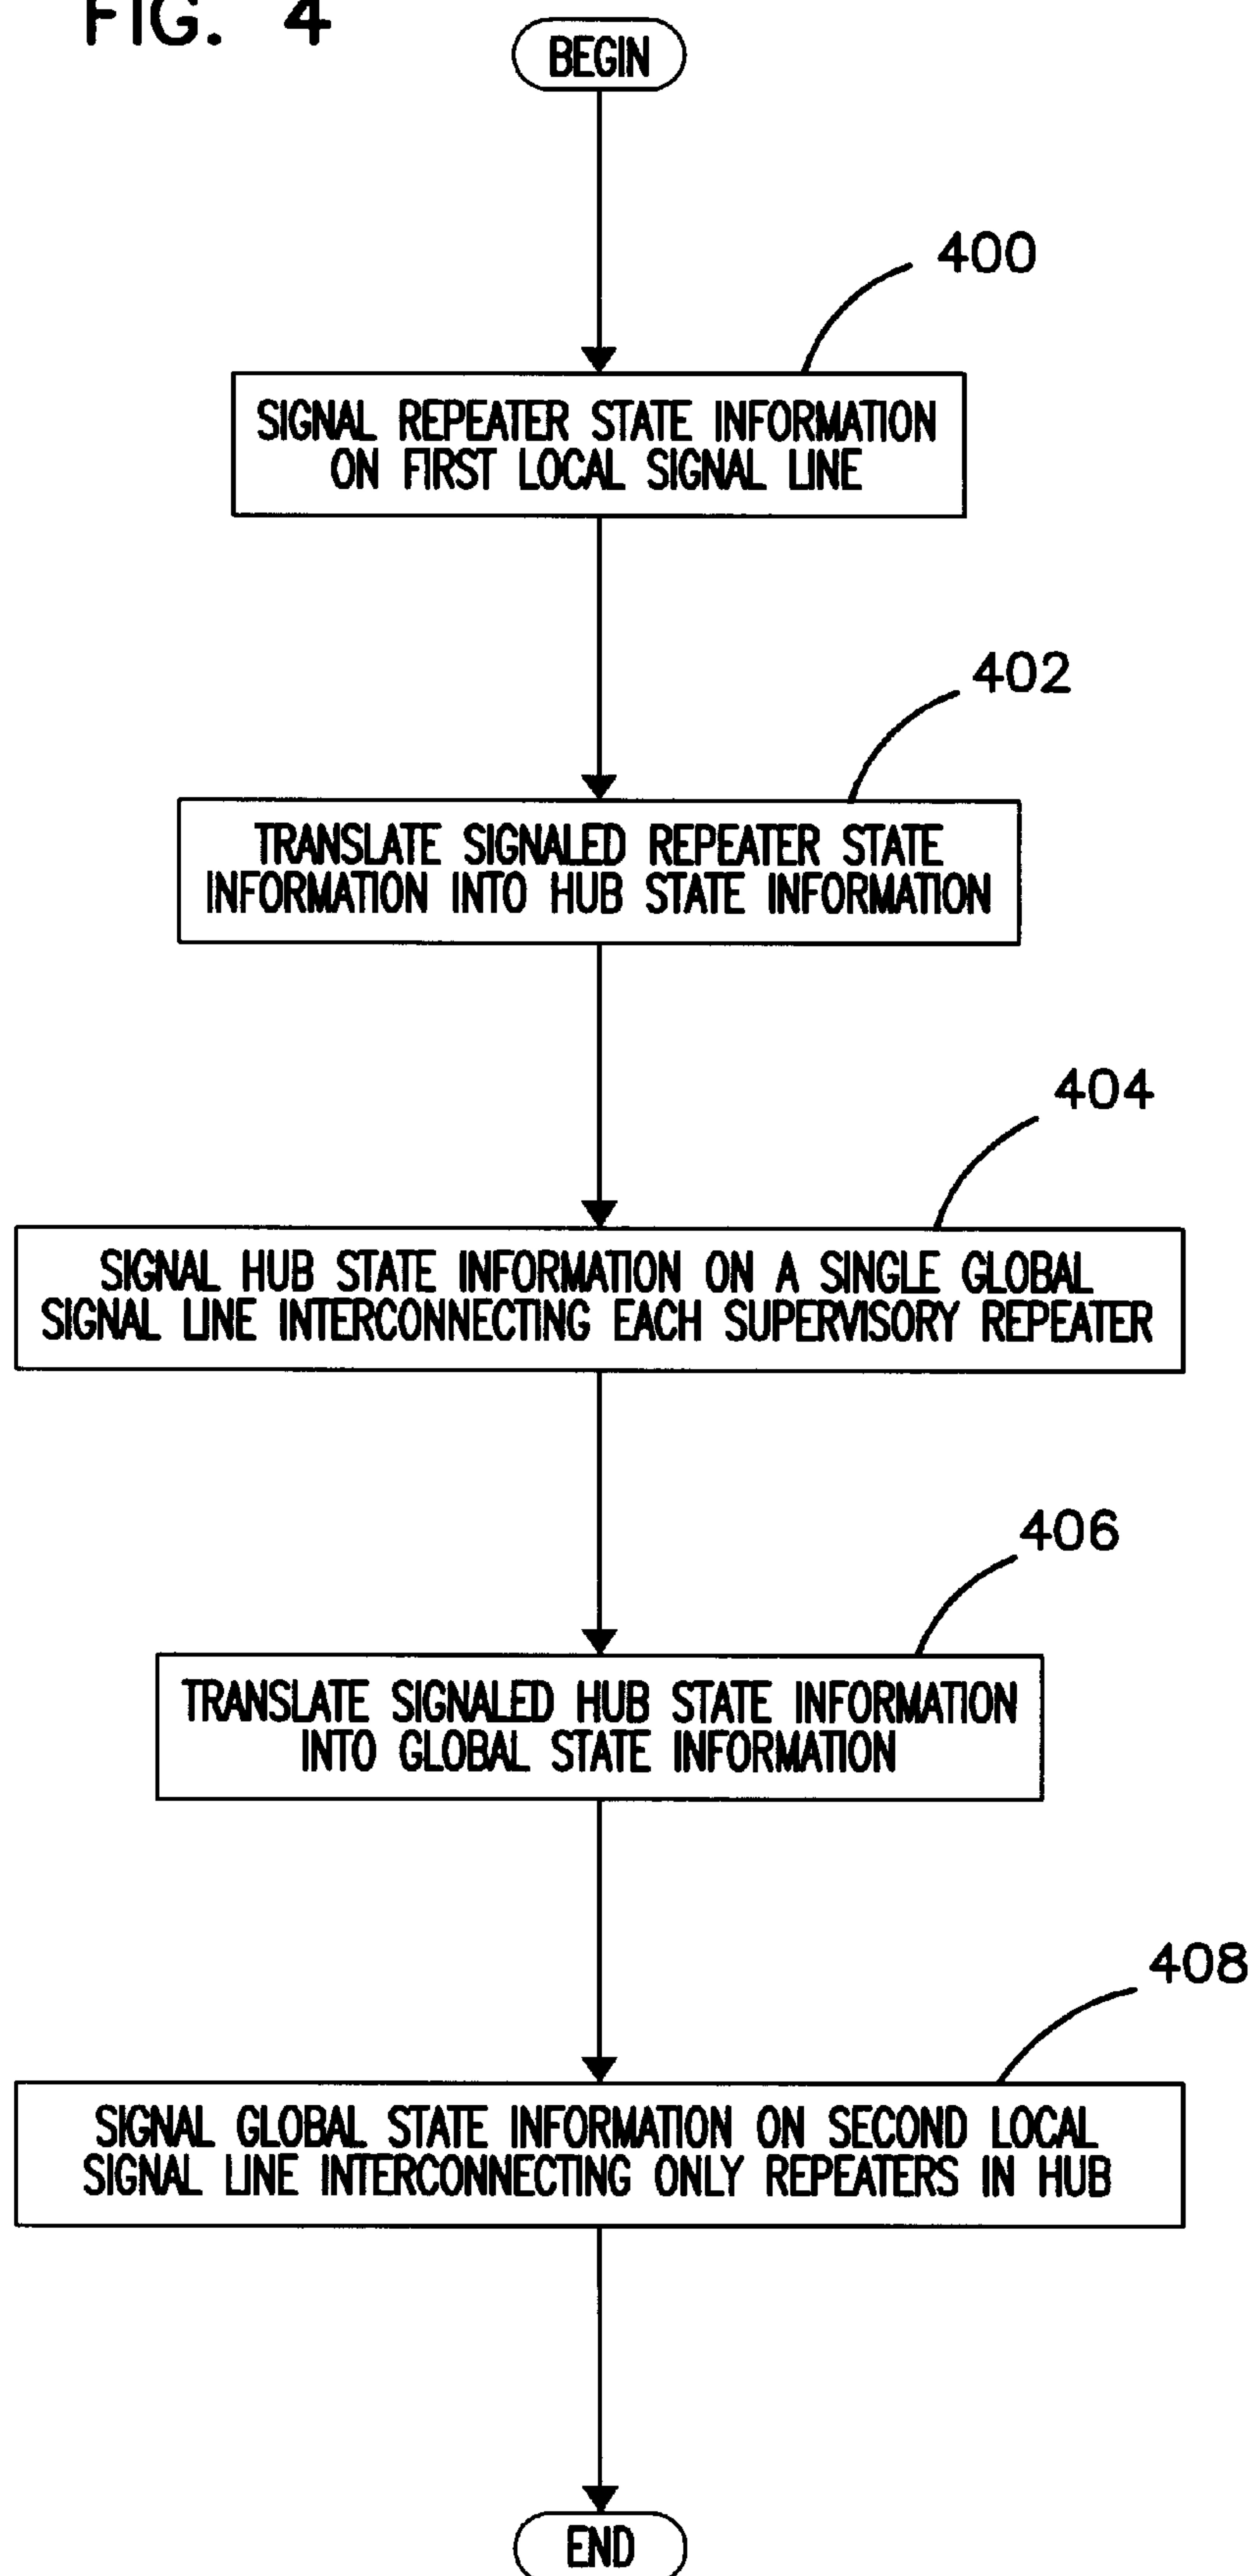 FIG. 4
BEGIN
400
SIGNAL REPEATER STATE INFORMATION
ON FIRST LOCAL SIGNAL LINE
402
TRANSLATE SIGNALED REPEATER STATE
INFORMATION INTO HUB STATE INFORMATION
404
SIGNAL HUB STATE INFORMATION ON A SINGLE GLOBAL
SIGNAL LINE INTERCONNECTING EACH SUPERVISORY REPEATER
406
TRANSLATE SIGNALED HUB STATE INFORMATION
INTO GLOBAL STATE INFORMATION
408
SIGNAL GLOBAL STATE INFORMATION ON SECOND LOCAL
SIGNAL LINE INTERCONNECTING ONLY REPEATERS IN HUB
END